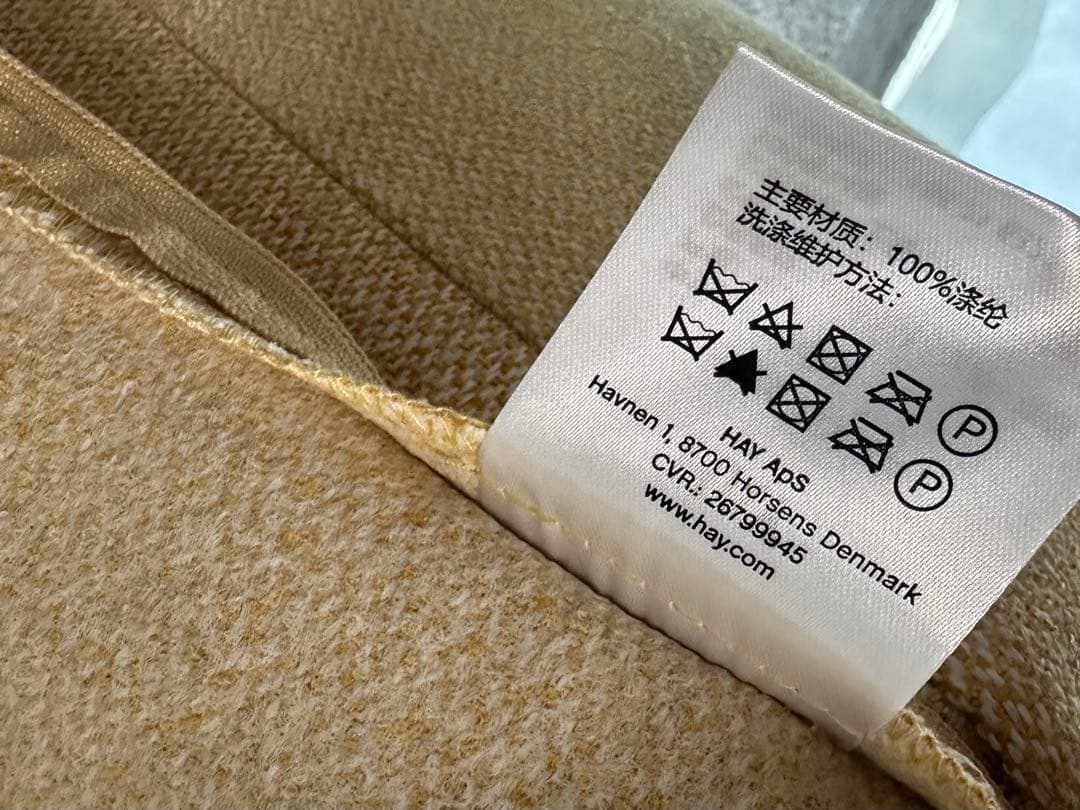 主要材质：100%涤纶
洗涤维护方法：
P
P
HAY ApS
Havnen 1, 8700 Horsens Denmark
CVR.: 26799945
www.hay.com